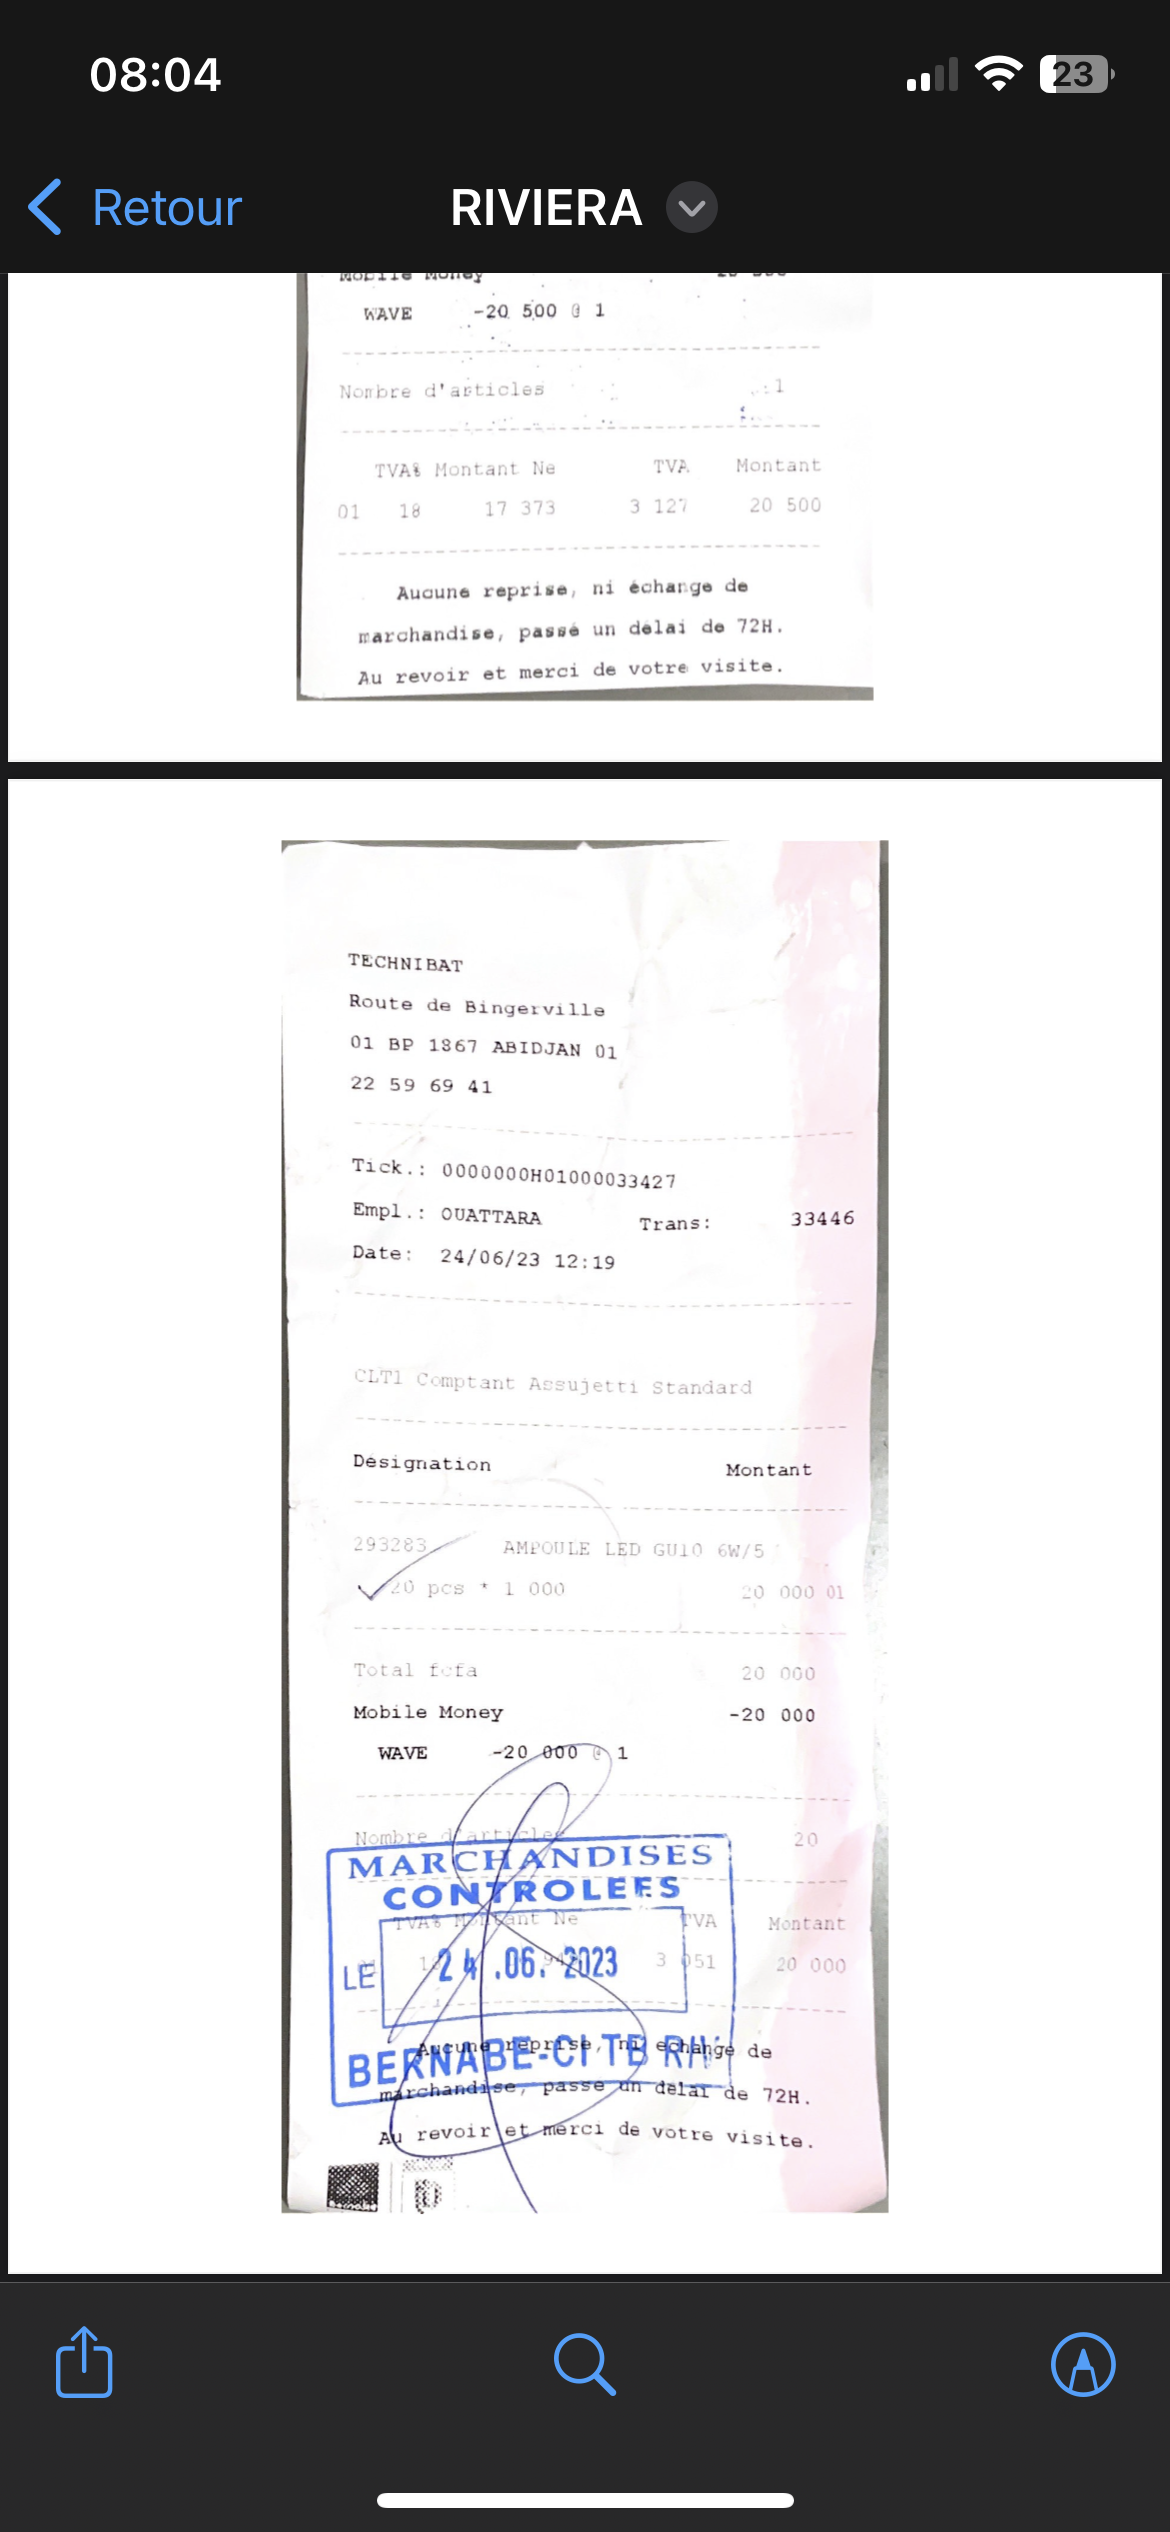 08:04
23
Retour
RIVIERA
Mobile Money
WAVE -20 500 @ 1
Nombre d'articles 1
TVA% Montant Ne TVA Montant
01 18 17 373 3 127 20 500
Aucune reprise, ni échange de
marchandise, passé un délai de 72H.
Au revoir et merci de votre visite.
TECHNIBAT
Route de Bingerville
01 BP 1867 ABIDJAN 01
22 59 69 41
Tick.: 0000000H01000033427
Empl.: OUATTARA Trans: 33446
Date: 24/06/23 12:19
CLT1 Comptant Assujetti Standard
Désignation Montant
293283 AMPOULE LED GU10 6W/5
20 pcs * 1 000 20 000 01
Total fcfa 20 000
Mobile Money -20 000
WAVE -20 000 @ 1
Nombre d'articles 20
MARCHANDISES
CONTROLEES
TVA% Montant Ne TVA Montant
LE 24.06.2023
3 051 20 000
BERNABE-CI TB RIV
Aucune reprise, ni échange de
marchandise, passé un délai de 72H.
Au revoir et merci de votre visite.